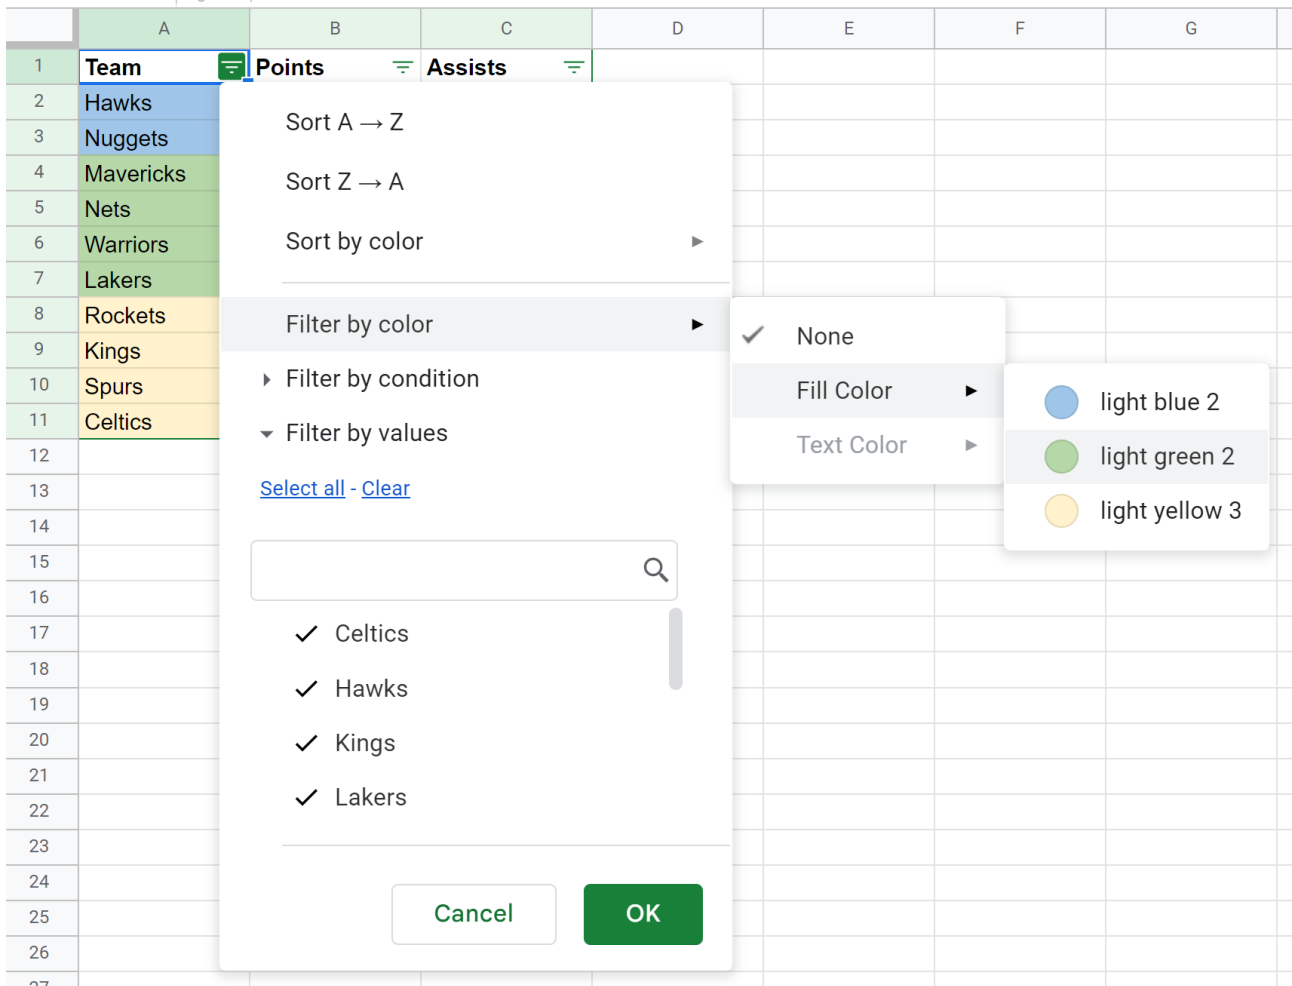 A B C D E F G
1 Team Points Assists
2 Hawks
3 Nuggets
4 Mavericks
5 Nets
6 Warriors
7 Lakers
8 Rockets
9 Kings
10 Spurs
11 Celtics
12
13
14
15
16
17
18
19
20
21
22
23
24
25
26
27
Sort A → Z
Sort Z → A
Sort by color
Filter by color
Filter by condition
Filter by values
Select all - Clear
Celtics
Hawks
Kings
Lakers
Cancel OK
None
Fill Color
Text Color
light blue 2
light green 2
light yellow 3